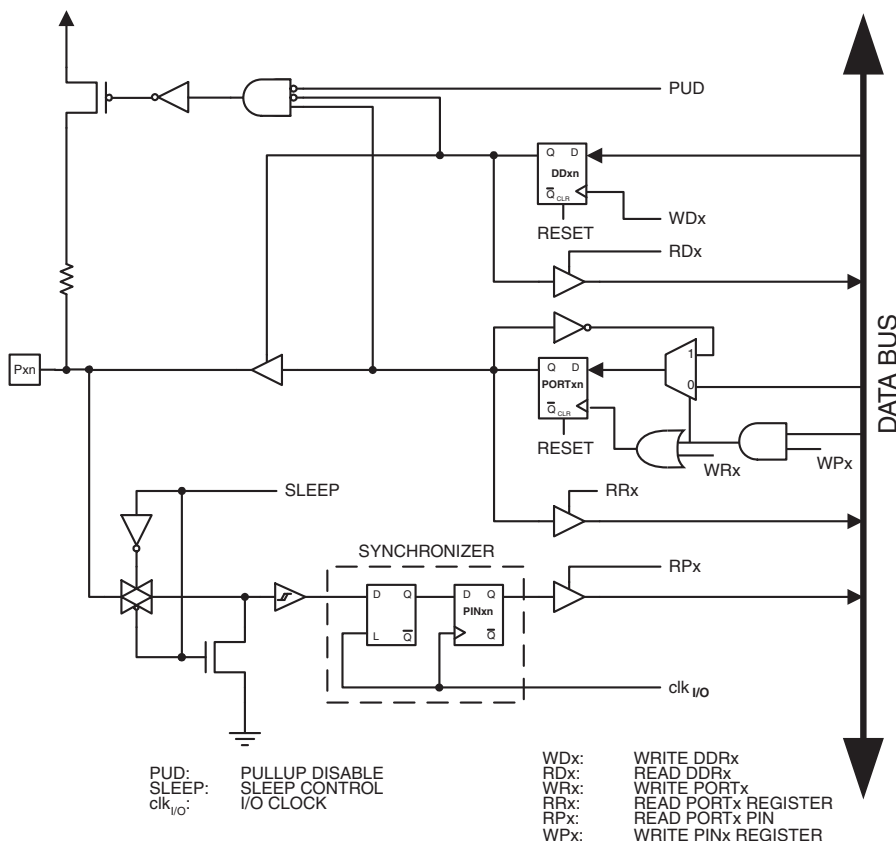 PUD
Q D
DDxn
Q CLR
WDx
RESET
RDx
Pxn
1
Q D
PORTxn
0
Q CLR
RESET
WRx
WPx
RRx
SLEEP
SYNCHRONIZER
RPx
D Q
D Q
PINxn
L Q
Q
clk I/O
DATA BUS
PUD: PULLUP DISABLE
SLEEP: SLEEP CONTROL
clkI/O: I/O CLOCK
WDx: WRITE DDRx
RDx: READ DDRx
WRx: WRITE PORTx
RRx: READ PORTx REGISTER
RPx: READ PORTx PIN
WPx: WRITE PINx REGISTER